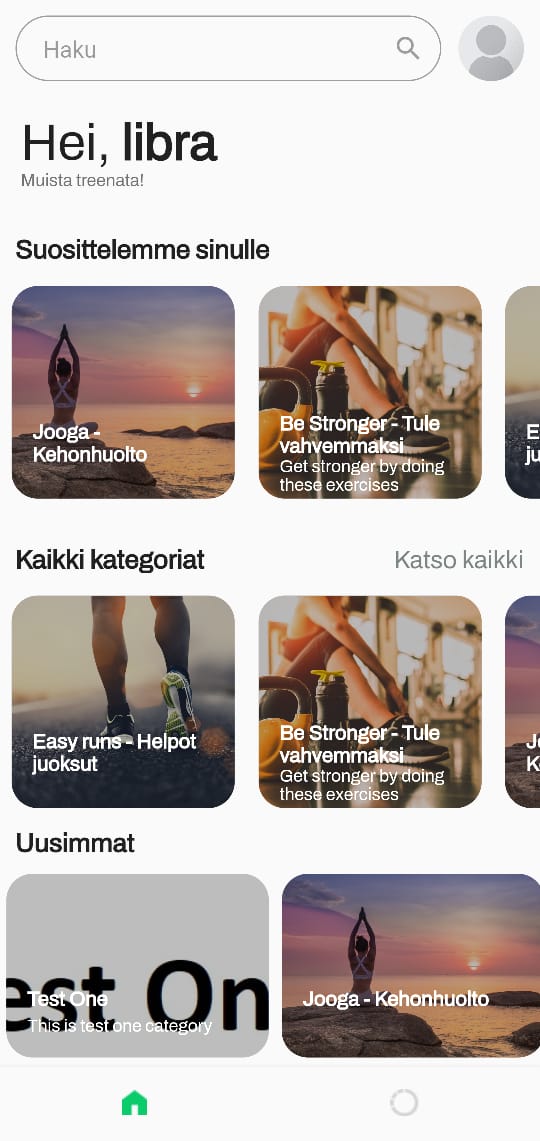 Haku
Hei, libra
Muista treenata!
Suosittelemme sinulle
Jooga -
Kehonhuolto
Be Stronger - Tule
vahvemmaksi
Get stronger by doing
these exercises
E
ju
Kaikki kategoriat Katso kaikki
Easy runs - Helpot
juoksut
Be Stronger - Tule
vahvemmaksi
Get stronger by doing
these exercises
Jo
K
Uusimmat
est On
Test One
This is test one category
Jooga - Kehonhuolto